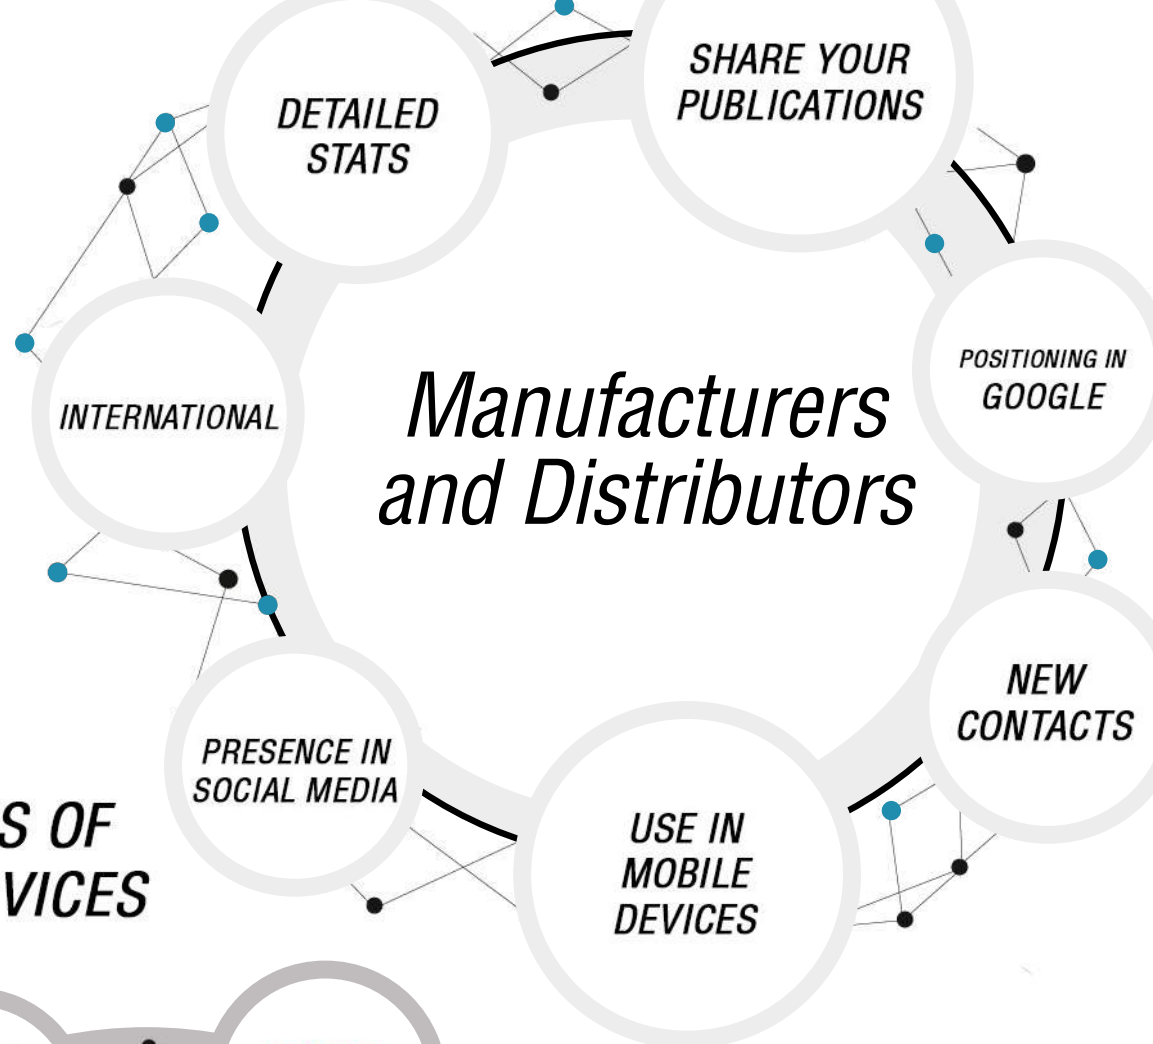 SHARE YOUR
PUBLICATIONS
DETAILED
STATS
POSITIONING IN
GOOGLE
INTERNATIONAL
Manufacturers
and Distributors
NEW
CONTACTS
PRESENCE IN
SOCIAL MEDIA
USE IN
MOBILE
DEVICES
S OF
VICES